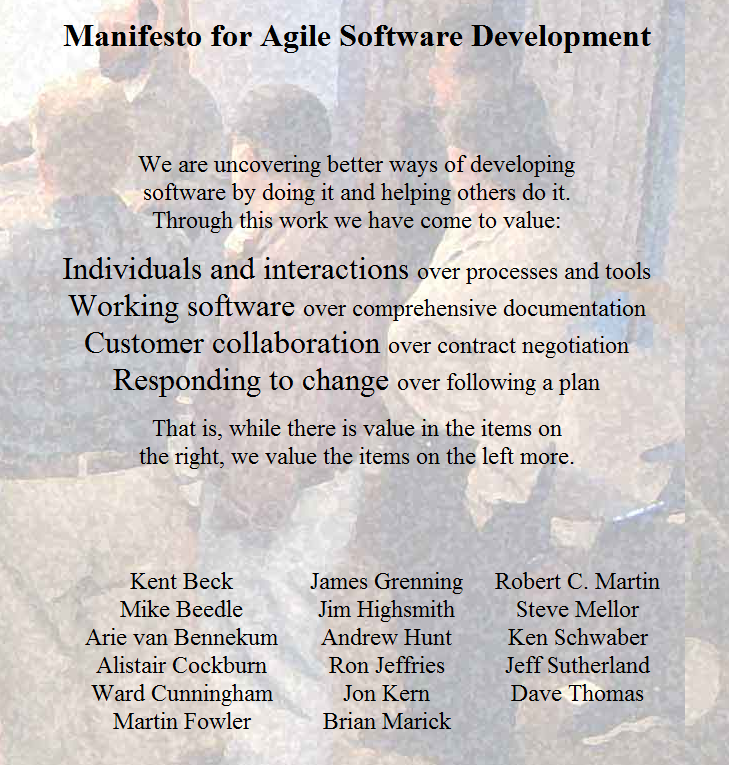 Manifesto for Agile Software Development
We are uncovering better ways of developing
software by doing it and helping others do it.
Through this work we have come to value:
Individuals and interactions over processes and tools
Working software over comprehensive documentation
Customer collaboration over contract negotiation
Responding to change over following a plan
That is, while there is value in the items on
the right, we value the items on the left more.
Kent Beck
Mike Beedle
Arie van Bennekum
Alistair Cockburn
Ward Cunningham
Martin Fowler
James Grenning
Jim Highsmith
Andrew Hunt
Ron Jeffries
Jon Kern
Brian Marick
Robert C. Martin
Steve Mellor
Ken Schwaber
Jeff Sutherland
Dave Thomas